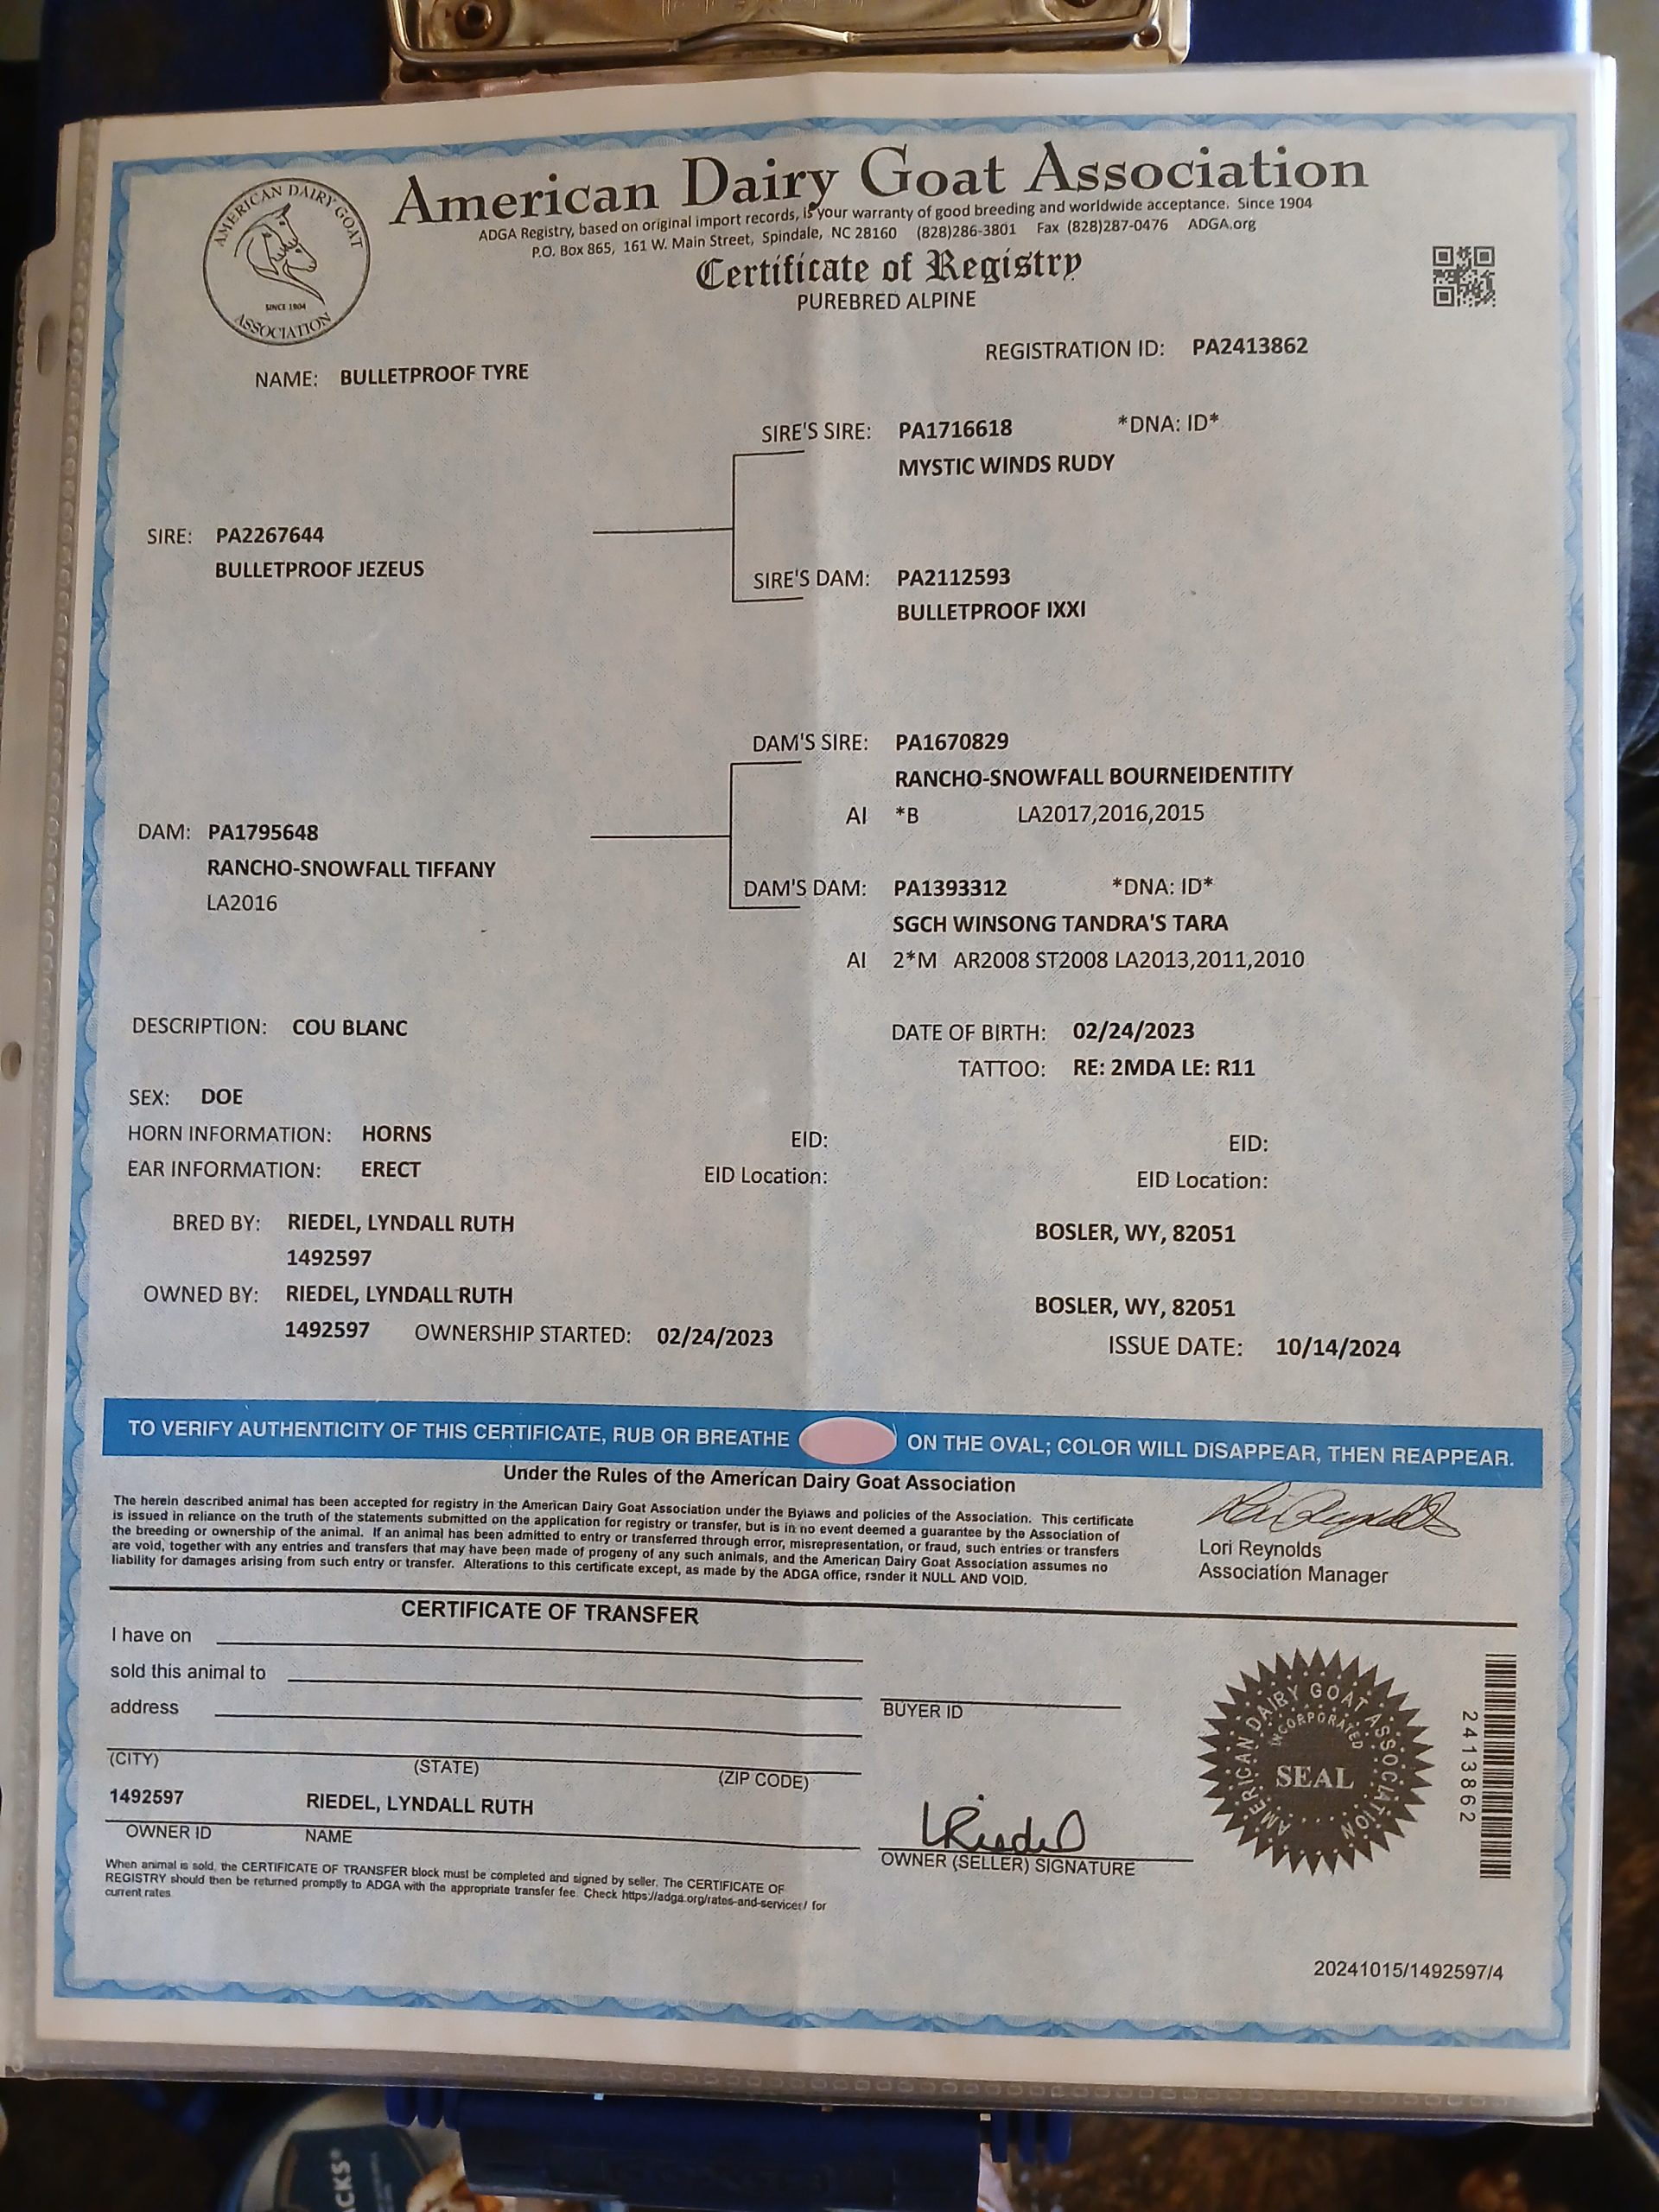 American Dairy Goat Association
ADGA Registry, based on original import records, is your warranty of good breeding and worldwide acceptance. Since 1904
P.O. Box 865, 161 W. Main Street, Spindale, NC 28160 (828)286-3801 Fax (828)287-0476 ADGA.org
AMERICAN DAIRY GOAT
SINCE 1904
ASSOCIATION
Certificate of Registry
PUREBRED ALPINE
REGISTRATION ID: PA2413862
NAME: BULLETPROOF TYRE
SIRE'S SIRE: PA1716618 *DNA: ID*
MYSTIC WINDS RUDY
SIRE: PA2267644
BULLETPROOF JEZEUS
SIRE'S DAM: PA2112593
BULLETPROOF IXXI
DAM'S SIRE: PA1670829
RANCHO-SNOWFALL BOURNEIDENTITY
AI *B LA2017,2016,2015
DAM: PA1795648
RANCHO-SNOWFALL TIFFANY
LA2016
DAM'S DAM: PA1393312 *DNA: ID*
SGCH WINSONG TANDRA'S TARA
AI 2*M AR2008 ST2008 LA2013,2011,2010
DESCRIPTION: COU BLANC
DATE OF BIRTH: 02/24/2023
TATTOO: RE: 2MDA LE: R11
SEX: DOE
HORN INFORMATION: HORNS
EID: EID:
EAR INFORMATION: ERECT
EID Location: EID Location:
BRED BY: RIEDEL, LYNDALL RUTH BOSLER, WY, 82051
1492597
OWNED BY: RIEDEL, LYNDALL RUTH BOSLER, WY, 82051
1492597 OWNERSHIP STARTED: 02/24/2023 ISSUE DATE: 10/14/2024
TO VERIFY AUTHENTICITY OF THIS CERTIFICATE, RUB OR BREATHE ON THE OVAL; COLOR WILL DISAPPEAR, THEN REAPPEAR.
Under the Rules of the American Dairy Goat Association
The herein described animal has been accepted for registry in the American Dairy Goat Association under the Bylaws and policies of the Association. This certificate
is issued in reliance on the truth of the statements submitted on the application for registry or transfer, but is in no event deemed a guarantee by the Association of
the breeding or ownership of the animal. If an animal has been admitted to entry or transferred through error, misrepresentation, or fraud, such entries or transfers
are void, together with any entries and transfers that may have been made of progeny of any such animals, and the American Dairy Goat Association assumes no
liability for damages arising from such entry or transfer. Alterations to this certificate except, as made by the ADGA office, render it NULL AND VOID.
Lori Reynolds
Lori Reynolds
Association Manager
CERTIFICATE OF TRANSFER
I have on
sold this animal to
address
BUYER ID
(CITY) (STATE) (ZIP CODE)
1492597 RIEDEL, LYNDALL RUTH
OWNER ID NAME
LRiedel
OWNER (SELLER) SIGNATURE
AMERICAN DAIRY GOAT ASSOCIATION
INCORPORATED
SEAL
2413862
When animal is sold, the CERTIFICATE OF TRANSFER block must be completed and signed by seller. The CERTIFICATE OF
REGISTRY should then be returned promptly to ADGA with the appropriate transfer fee. Check https://adga.org/rates-and-services/ for
current rates
20241015/1492597/4